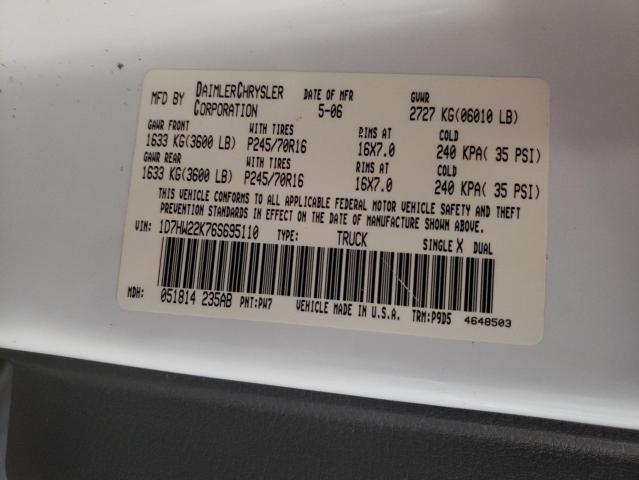 MFD BY DAIMLERCHRYSLER CORPORATION DATE OF MFR 5-06 GVWR 2727 KG(06010 LB)
GAWR FRONT WITH TIRES RIMS AT COLD
1633 KG(3600 LB) P245/70R16 16X7.0 240 KPA( 35 PSI)
GAWR REAR WITH TIRES RIMS AT COLD
1633 KG(3600 LB) P245/70R16 16X7.0 240 KPA( 35 PSI)
THIS VEHICLE CONFORMS TO ALL APPLICABLE FEDERAL MOTOR VEHICLE SAFETY AND THEFT
PREVENTION STANDARDS IN EFFECT ON THE DATE OF MANUFACTURE SHOWN ABOVE.
1D7HW22K76S695110 TYPE: TRUCK SINGLE X DUAL
MDH: 051814 235AB PNT:PW7 VEHICLE MADE IN U.S.A. TRM:P9D5 4648503